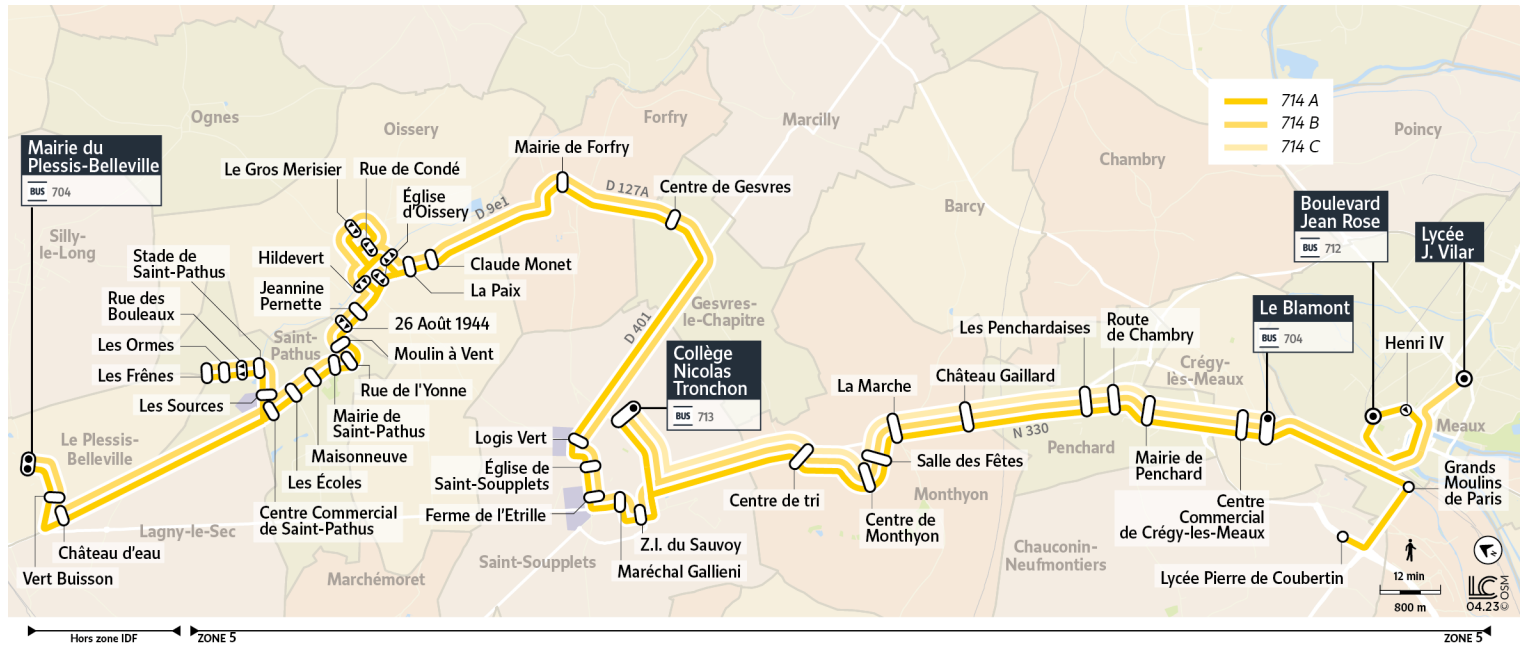 714 A
714 B
714 C
Ognes
Oissery
Forfry
Marcilly
Chambry
Poincy
Barcy
Silly-
le-Long
Mairie du
Plessis-Belleville
BUS 704
Le Gros Merisier
Rue de Condé
Église
d'Oissery
Mairie de Forfry
D 9e1
D 127A
Centre de Gesvres
Stade de
Saint-Pathus
Hildevert
Claude Monet
La Paix
Jeannine
Pernette
Rue des
Bouleaux
26 Août 1944
Saint-
Pathus
Les Ormes
Moulin à Vent
Les Frênes
Rue de l'Yonne
Les Sources
Mairie de
Saint-Pathus
Maisonneuve
Les Écoles
Centre Commercial
de Saint-Pathus
Le Plessis-
Belleville
Lagny-le-Sec
Château d'eau
Vert Buisson
Marchémoret
D 401
Gesvres-
le-Chapitre
Collège
Nicolas
Tronchon
BUS 713
Logis Vert
Église de
Saint-Soupplets
Ferme de l'Etrille
Saint-Soupplets
Z.I. du Sauvoy
Maréchal Gallieni
Centre de tri
La Marche
Salle des Fêtes
Centre de
Monthyon
Monthyon
Château Gaillard
Les Penchardaises
Route
de Chambry
N 330
Penchard
Mairie de
Penchard
Crégy-
lès-Meaux
Centre
Commercial
de Crégy-les-Meaux
Chauconin-
Neufmontiers
Le Blamont
BUS 704
Boulevard
Jean Rose
BUS 712
Lycée
J. Vilar
Henri IV
Meaux
Grands
Moulins
de Paris
Lycée Pierre de Coubertin
12 min
800 m
LC
04.23
© OSM
Hors zone IDF
ZONE 5
ZONE 5